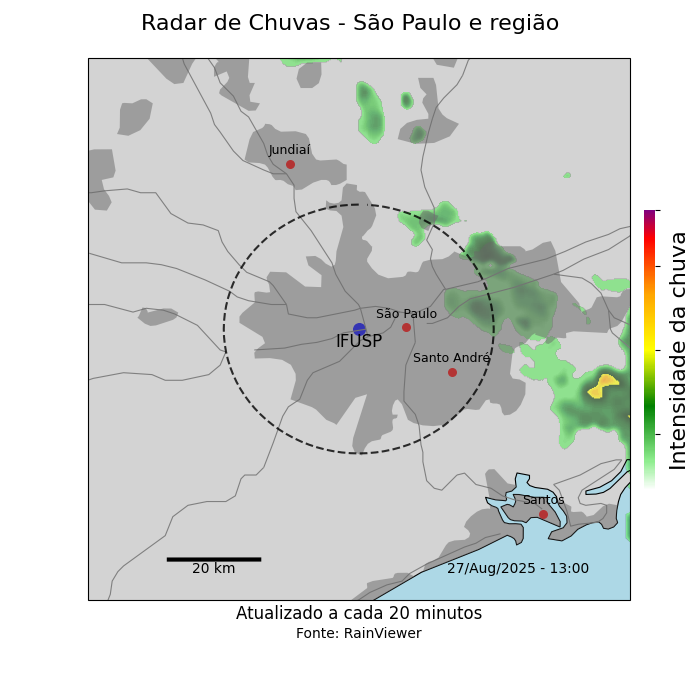 Radar de Chuvas - São Paulo e região
Jundiaí
São Paulo
IFUSP
Santo André
Santos
20 km
27/Aug/2025 - 13:00
Intensidade da chuva
Atualizado a cada 20 minutos
Fonte: RainViewer